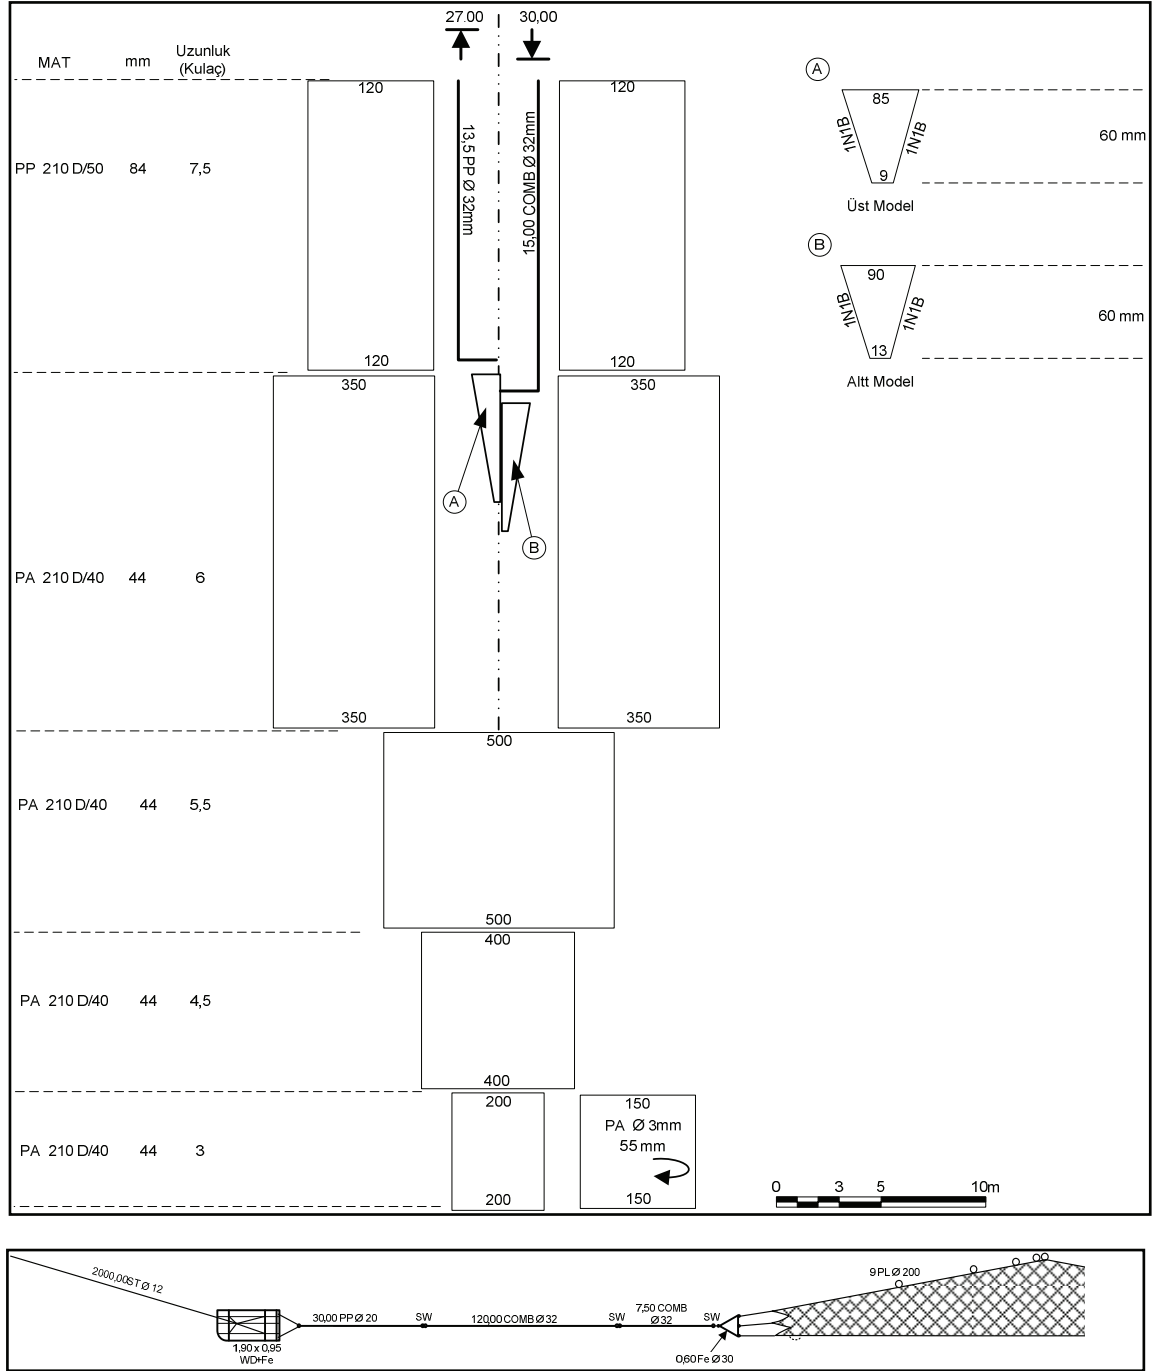 27.00 30,00
MAT mm Uzunluk
(Kulaç)
120 120
13,5 PP Ø 32mm
15,00 COMB Ø 32mm
PP 210 D/50 84 7,5
120 120
A
85
1N1B 1N1B
60 mm
9
Üst Model
B
90
1N1B 1N1B
60 mm
13
Altt Model
350 350
A
B
PA 210 D/40 44 6
350 350
500
PA 210 D/40 44 5,5
500
400
PA 210 D/40 44 4,5
400
200 150
PA Ø 3mm
55 mm
PA 210 D/40 44 3
200 150
0 3 5 10m
2000,00ST Ø 12
9 PL Ø 200
30,00 PP Ø 20 SW 120,00 COMB Ø 32 SW 7,50 COMB
Ø 32 SW
1,90 x 0,95
WD+Fe
0,60 Fe Ø 30